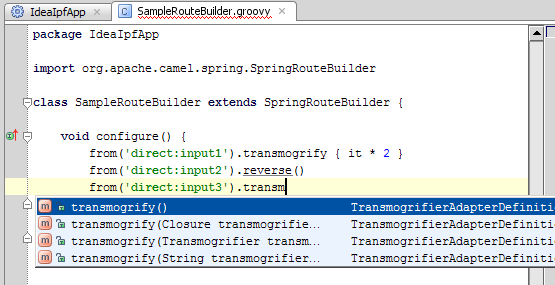 IdeaIpfApp SampleRouteBuilder.groovy
package IdeaIpfApp
import org.apache.camel.spring.SpringRouteBuilder
class SampleRouteBuilder extends SpringRouteBuilder {
void configure() {
from('direct:input1').transmogrify { it * 2 }
from('direct:input2').reverse()
from('direct:input3').transm
transmogrify() TransmogrifierAdapterDefiniti
transmogrify(Closure transmogrifie... TransmogrifierAdapterDefiniti
transmogrify(Transmogrifier transm... TransmogrifierAdapterDefiniti
transmogrify(String transmogrifier... TransmogrifierAdapterDefiniti